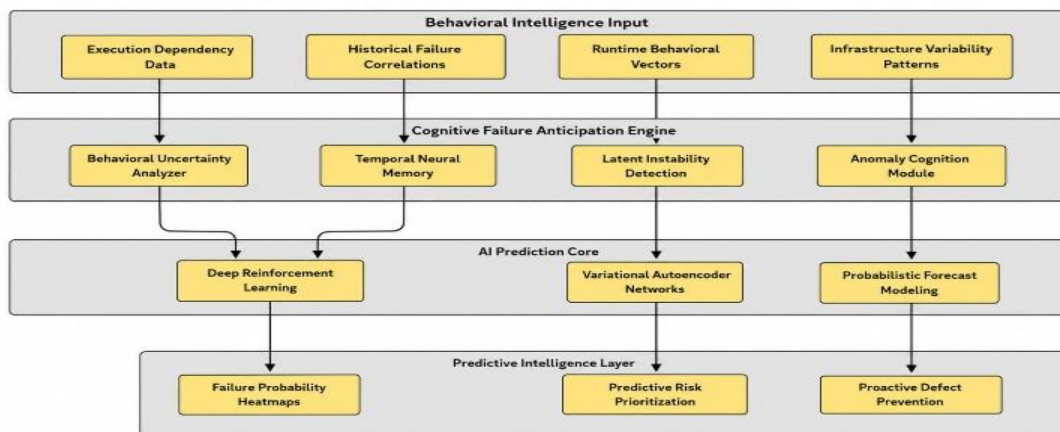 Behavioral Intelligence Input
Execution Dependency
Data
Historical Failure
Correlations
Runtime Behavioral
Vectors
Infrastructure Variability
Patterns
Cognitive Failure Anticipation Engine
Behavioral Uncertainty
Analyzer
Temporal Neural
Memory
Latent Instability
Detection
Anomaly Cognition
Module
AI Prediction Core
Deep Reinforcement
Learning
Variational Autoencoder
Networks
Probabilistic Forecast
Modeling
Predictive Intelligence Layer
Failure Probability
Heatmaps
Predictive Risk
Prioritization
Proactive Defect
Prevention